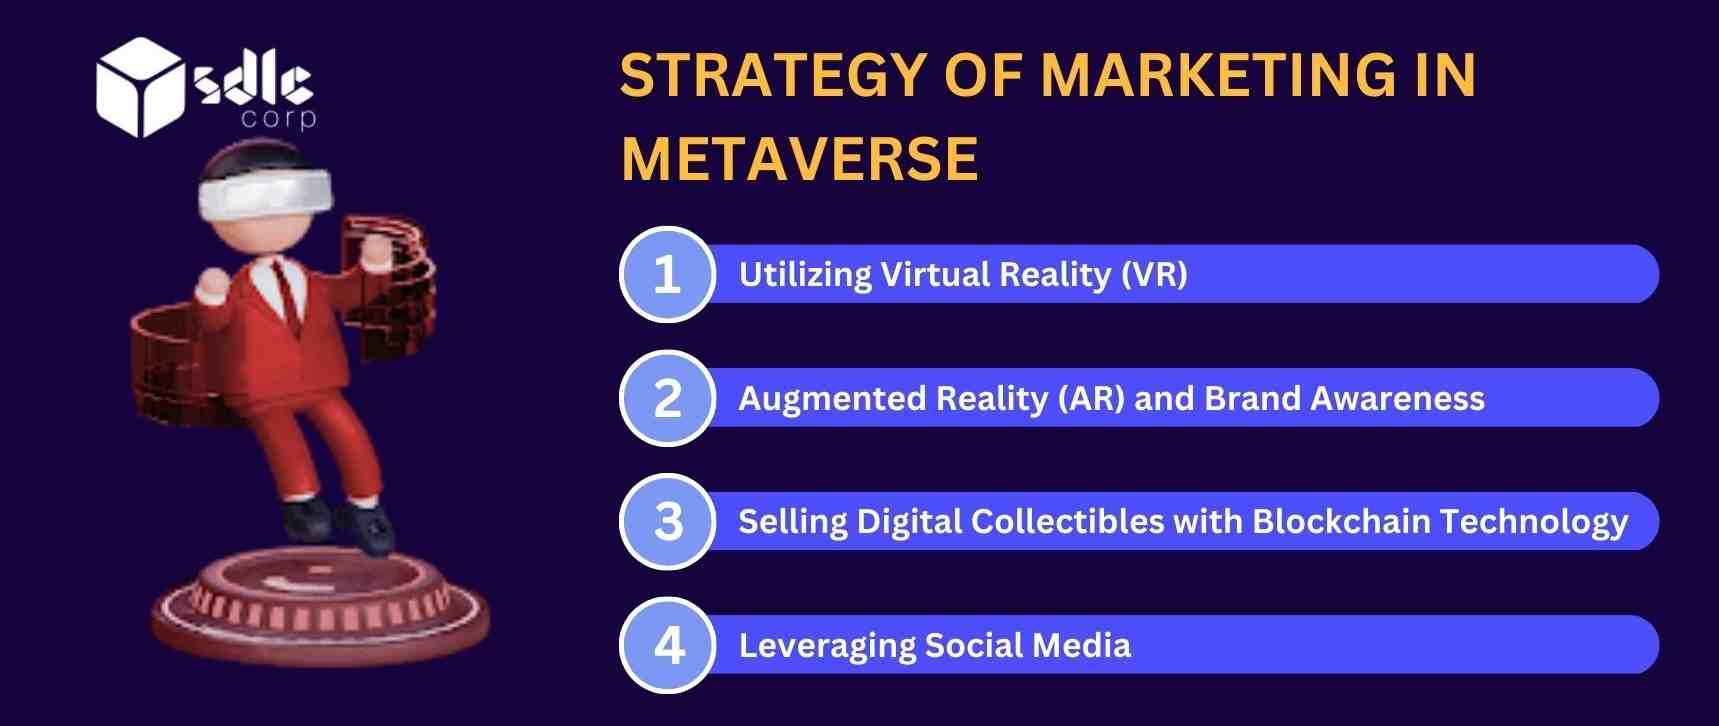 sdlc
corp
STRATEGY OF MARKETING IN
METAVERSE
1 Utilizing Virtual Reality (VR)
2 Augmented Reality (AR) and Brand Awareness
3 Selling Digital Collectibles with Blockchain Technology
4 Leveraging Social Media